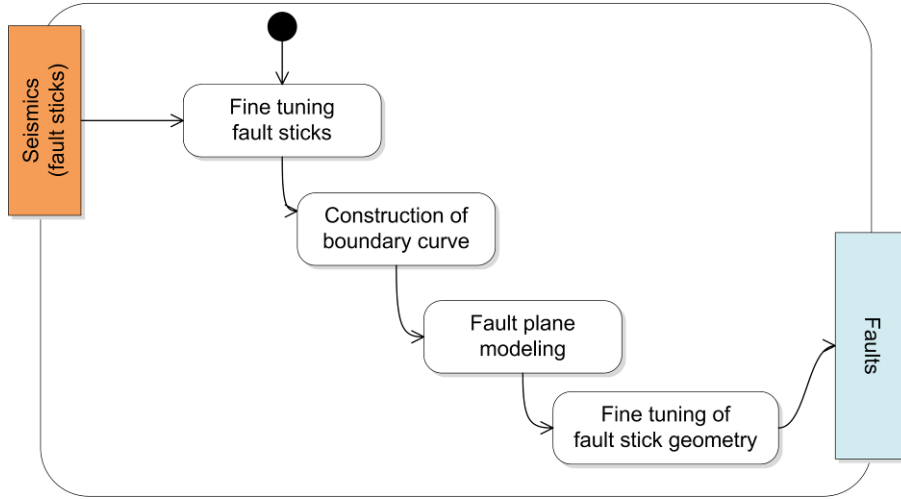 Seismics
(fault sticks)
Fine tuning
fault sticks
Construction of
boundary curve
Fault plane
modeling
Fine tuning of
fault stick geometry
Faults